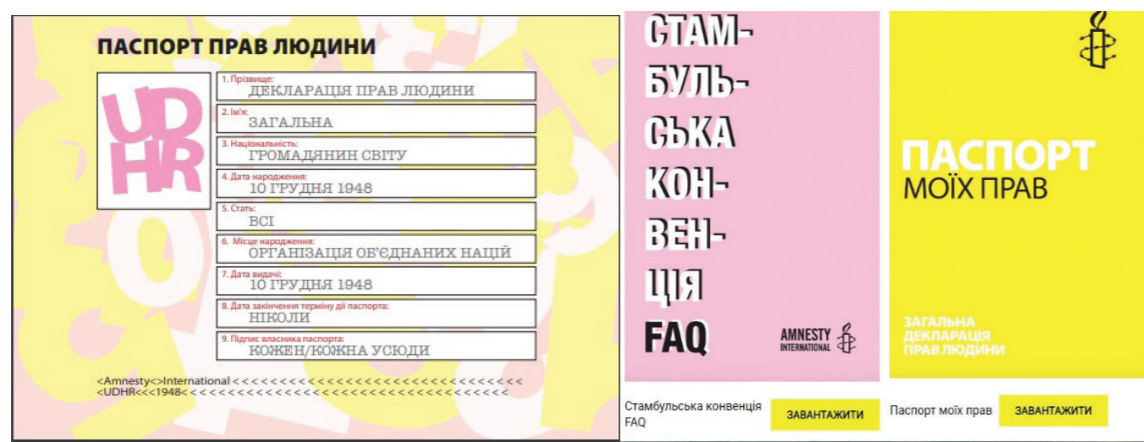 ПАСПОРТ ПРАВ ЛЮДИНИ
UD
HR
1. Прізвище:
ДЕКЛАРАЦІЯ ПРАВ ЛЮДИНИ
2. Ім'я:
ЗАГАЛЬНА
3. Національність:
ГРОМАДЯНИН СВІТУ
4. Дата народження:
10 ГРУДНЯ 1948
5. Стать:
ВСІ
6. Місце народження:
ОРГАНІЗАЦІЯ ОБ'ЄДНАНИХ НАЦІЙ
7. Дата видачі:
10 ГРУДНЯ 1948
8. Дата закінчення терміну дії паспорта:
НІКОЛИ
9. Підпис власника паспорта:
КОЖЕН/КОЖНА УСЮДИ
<Amnesty<>International < < < < < < < < < < < < < < < < < < < < < < < < < < < < < < <
<UDHR<<<1948< < < < < < < < < < < < < < < < < < < < < < < < < < < < < < < < < <
СТАМ-
БУЛЬ-
СЬКА
КОН-
ВЕН-
ЦІЯ
FAQ
AMNESTY
INTERNATIONAL
Стамбульська конвенція
FAQ
ЗАВАНТАЖИТИ
ПАСПОРТ
МОЇХ ПРАВ
ЗАГАЛЬНА
ДЕКЛАРАЦІЯ
ПРАВ ЛЮДИНИ
Паспорт моїх прав
ЗАВАНТАЖИТИ